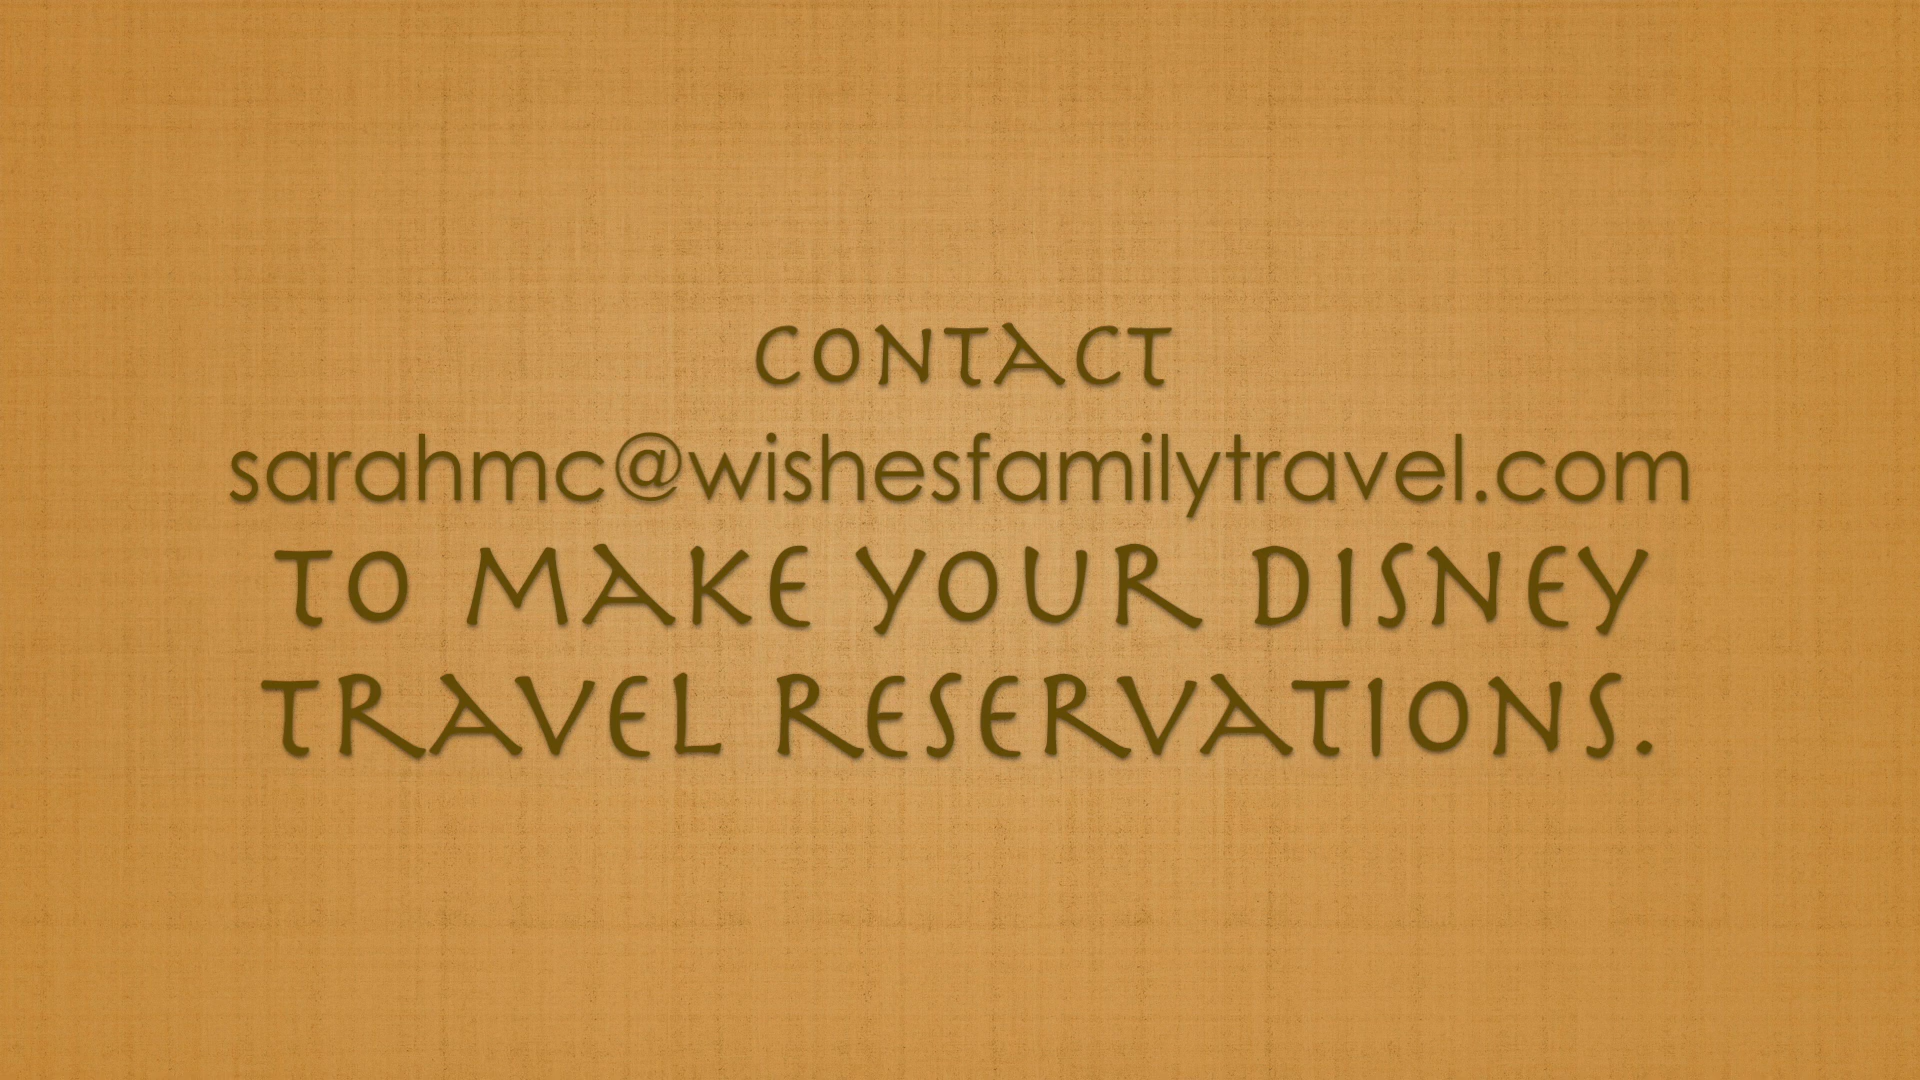 CONTACT
sarahmc@wishesfamilytravel.com
TO MAKE YOUR DISNEY
TRAVEL RESERVATIONS.